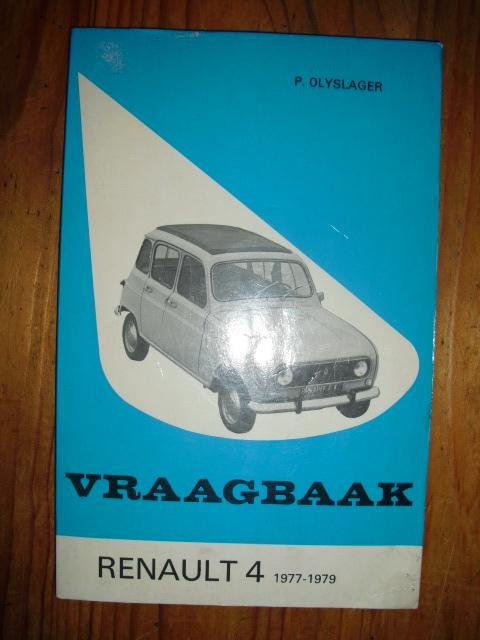 P. OLYSLAGER
VRAAGBAAK
RENAULT 4 1977-1979